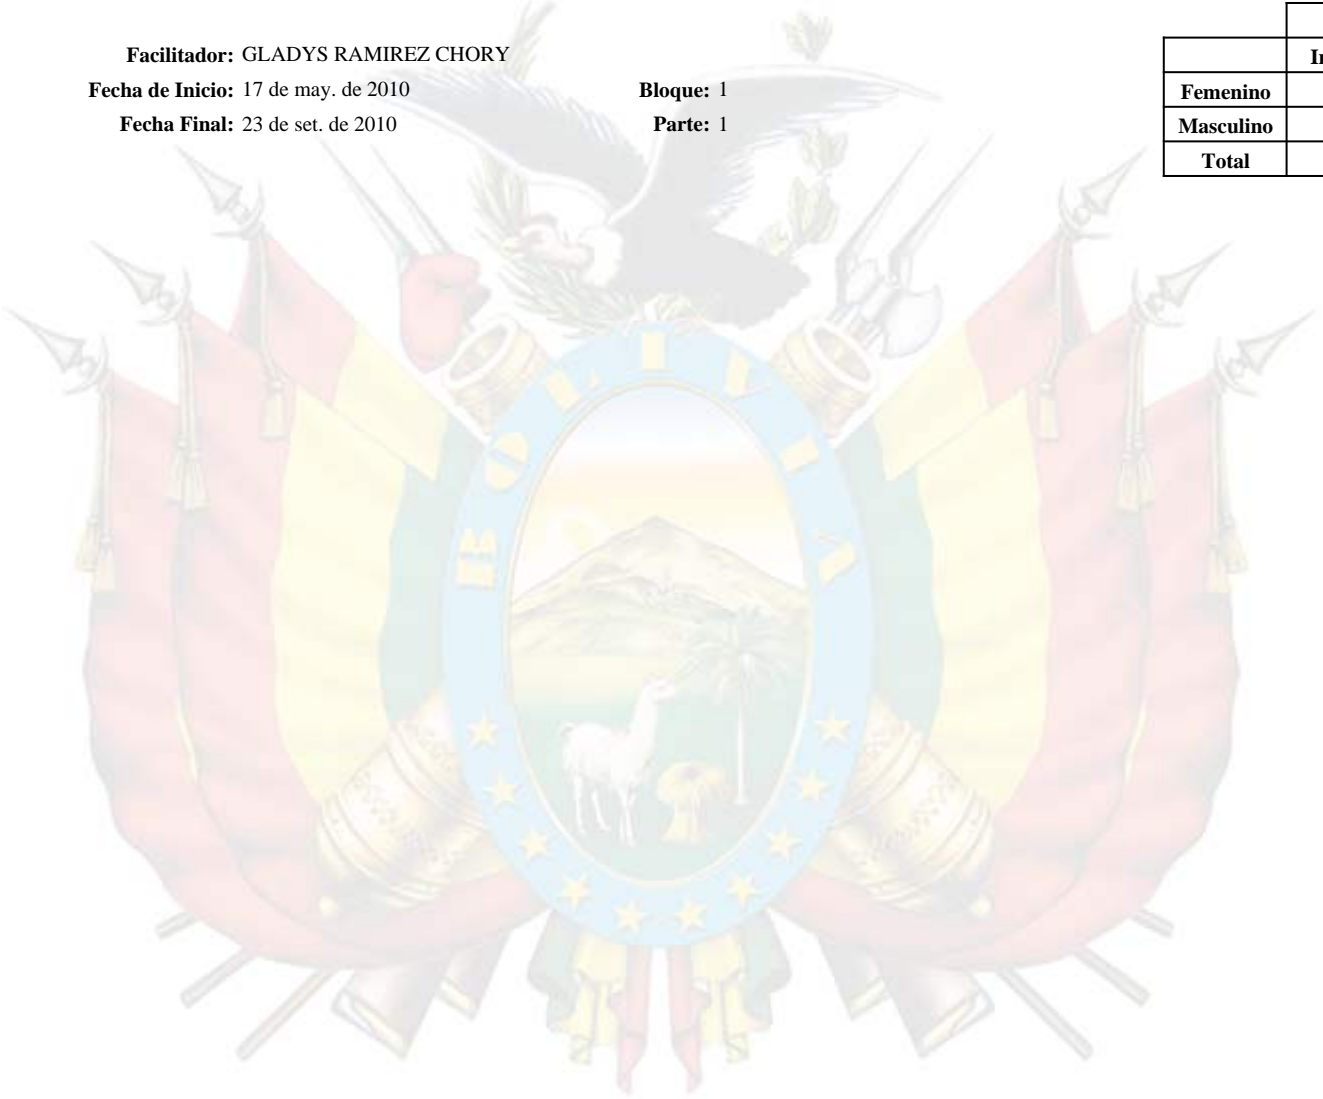 Facilitador: GLADYS RAMIREZ CHORY
Fecha de Inicio: 17 de may. de 2010 Bloque: 1
Fecha Final: 23 de set. de 2010 Parte: 1
Femenino
Masculino
Total
BOLIVIA